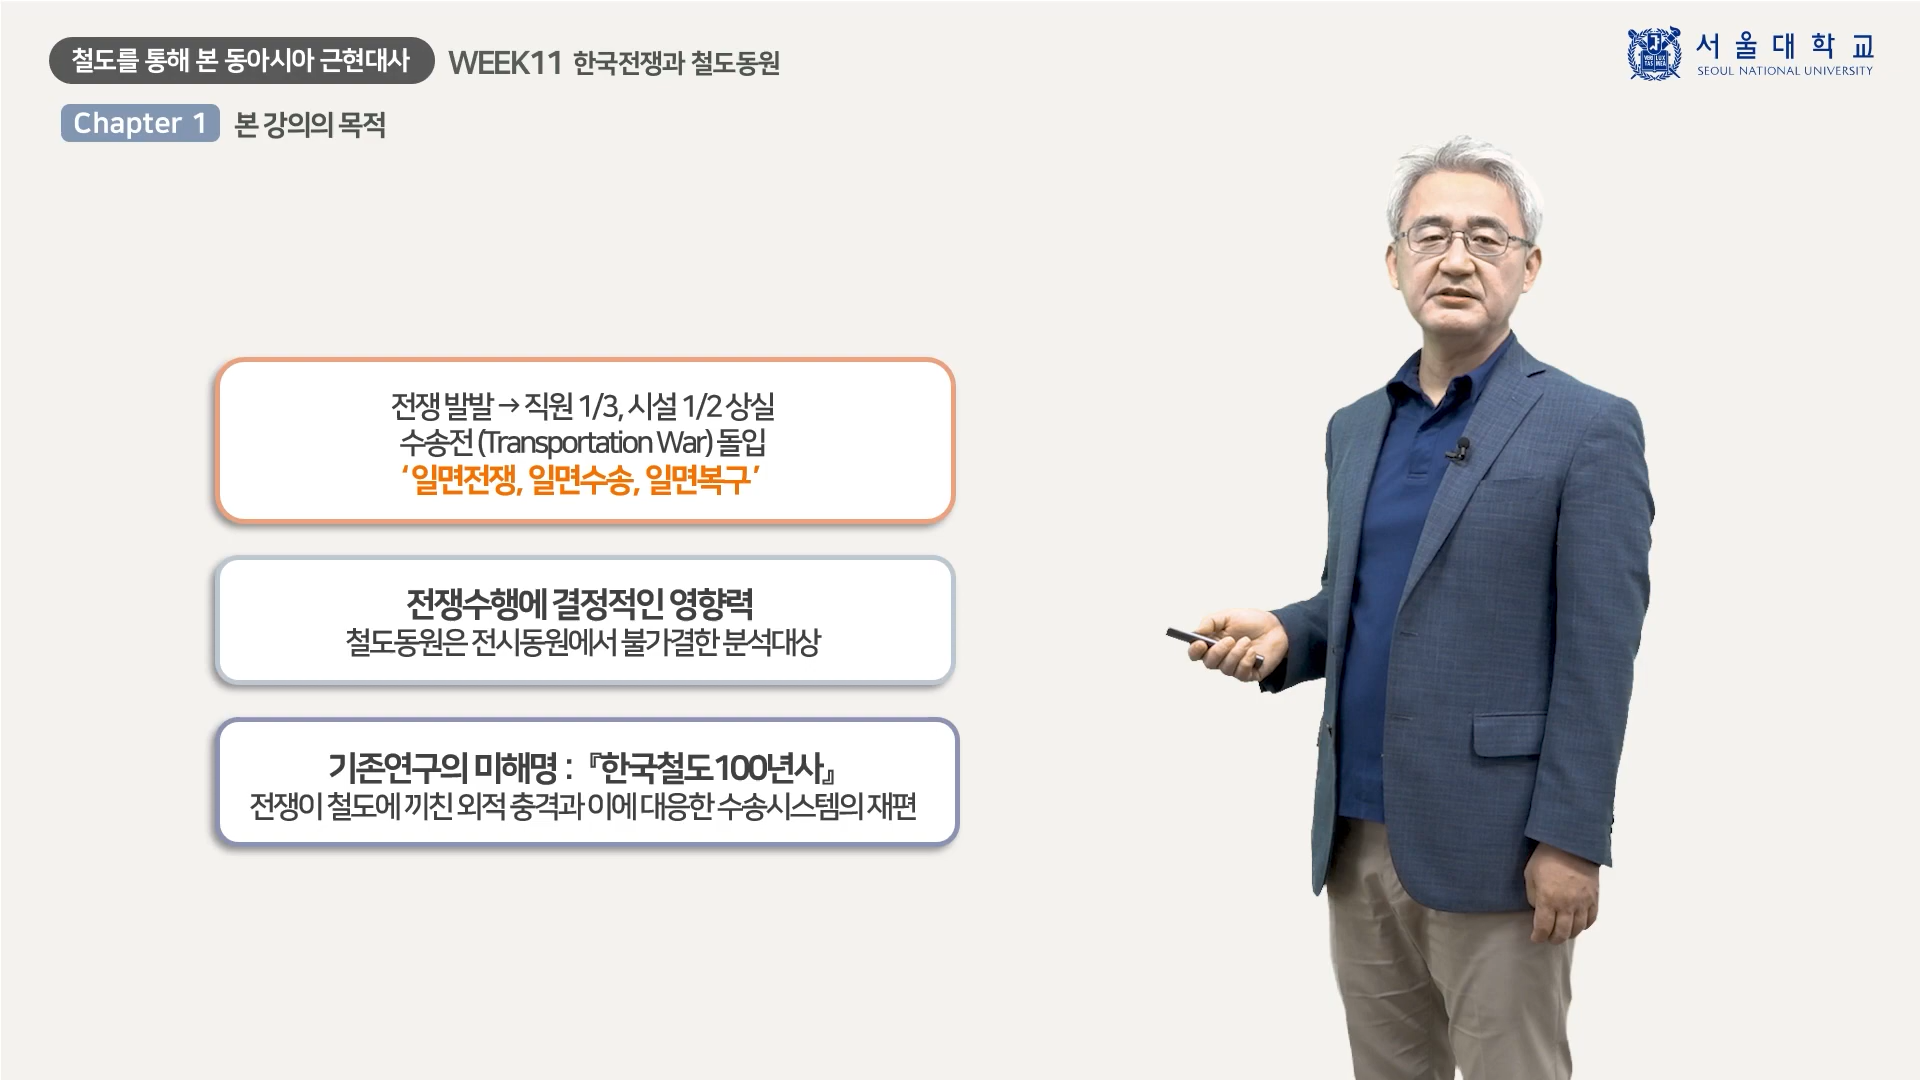 철도를 통해 본 동아시아 근현대사 WEEK11 한국전쟁과 철도동원
서울대학교
SEOUL NATIONAL UNIVERSITY
Chapter 1 본 강의의 목적
전쟁 발발 → 직원 1/3, 시설 1/2 상실
수송전 (Transportation War) 돌입
‘일면전쟁, 일면수송, 일면복구’
전쟁수행에 결정적인 영향력
철도동원은 전시동원에서 불가결한 분석대상
기존연구의 미해명 : 『한국철도100년사』
전쟁이 철도에 끼친 외적 충격과 이에 대응한 수송시스템의 재편